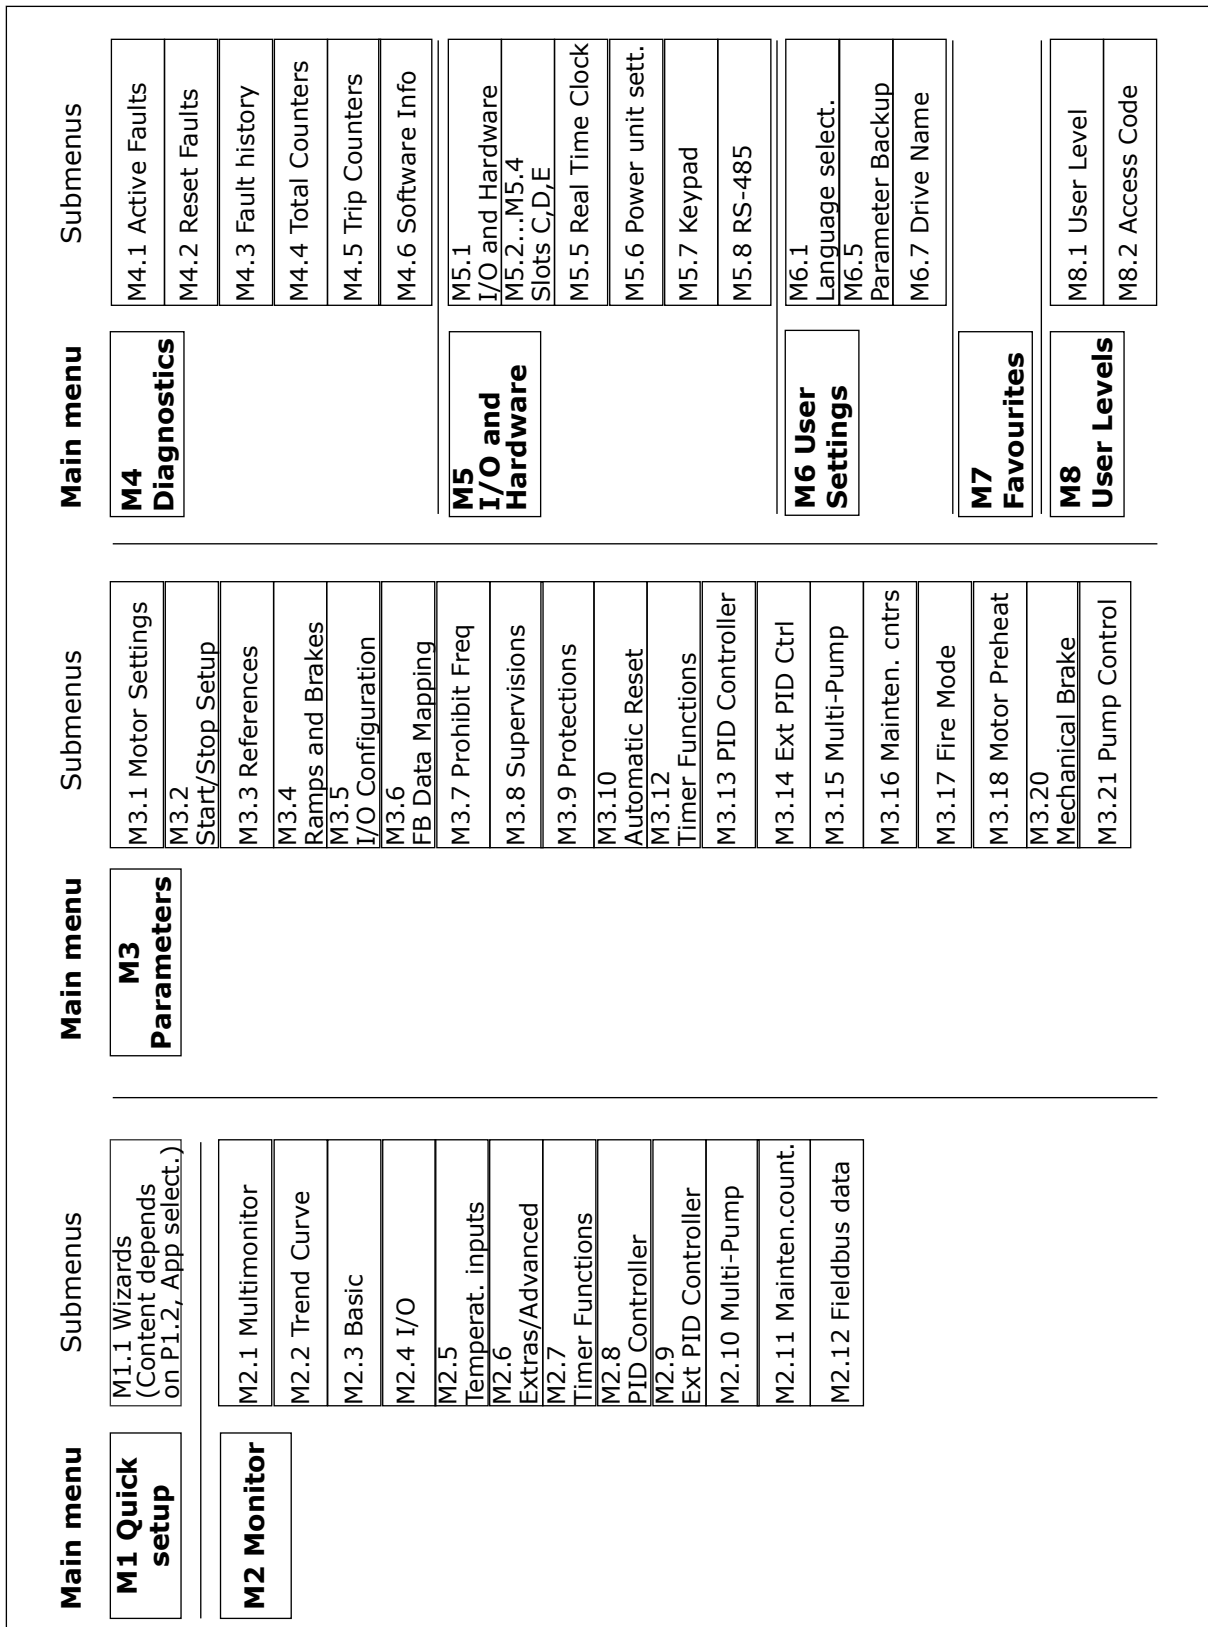 Main menu
Submenus
M1 Quick
setup
M1.1 Wizards
(Content depends
on P1.2, App select.)
M2 Monitor
M2.1 Multimonitor
M2.2 Trend Curve
M2.3 Basic
M2.4 I/O
M2.5
Temperat. inputs
M2.6
Extras/Advanced
M2.7
Timer Functions
M2.8
PID Controller
M2.9
Ext PID Controller
M2.10 Multi-Pump
M2.11 Mainten.count.
M2.12 Fieldbus data
Main menu
Submenus
M3
Parameters
M3.1 Motor Settings
M3.2
Start/Stop Setup
M3.3 References
M3.4
Ramps and Brakes
M3.5
I/O Configuration
M3.6
FB Data Mapping
M3.7 Prohibit Freq
M3.8 Supervisions
M3.9 Protections
M3.10
Automatic Reset
M3.12
Timer Functions
M3.13 PID Controller
M3.14 Ext PID Ctrl
M3.15 Multi-Pump
M3.16 Mainten. cntrs
M3.17 Fire Mode
M3.18 Motor Preheat
M3.20
Mechanical Brake
M3.21 Pump Control
Main menu
Submenus
M4
Diagnostics
M4.1 Active Faults
M4.2 Reset Faults
M4.3 Fault history
M4.4 Total Counters
M4.5 Trip Counters
M4.6 Software Info
M5
I/O and
Hardware
M5.1
I/O and Hardware
M5.2...M5.4
Slots C,D,E
M5.5 Real Time Clock
M5.6 Power unit sett.
M5.7 Keypad
M5.8 RS-485
M6 User
Settings
M6.1
Language select.
M6.5
Parameter Backup
M6.7 Drive Name
M7
Favourites
M8
User Levels
M8.1 User Level
M8.2 Access Code